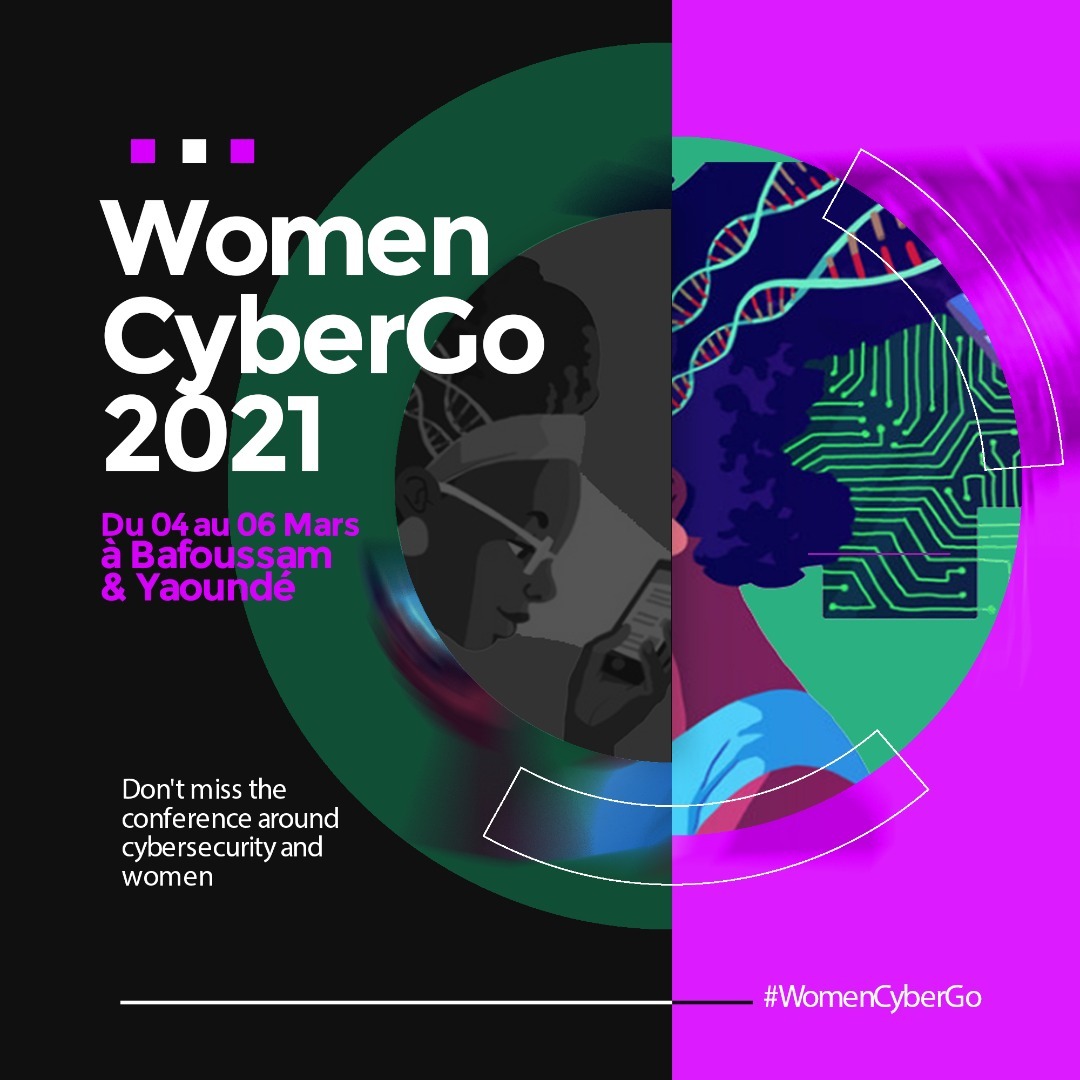 Women
CyberGo
2021
Du 04 au 06 Mars
à Bafoussam
& Yaoundé
Don't miss the
conference around
cybersecurity and
women
#WomenCyberGo